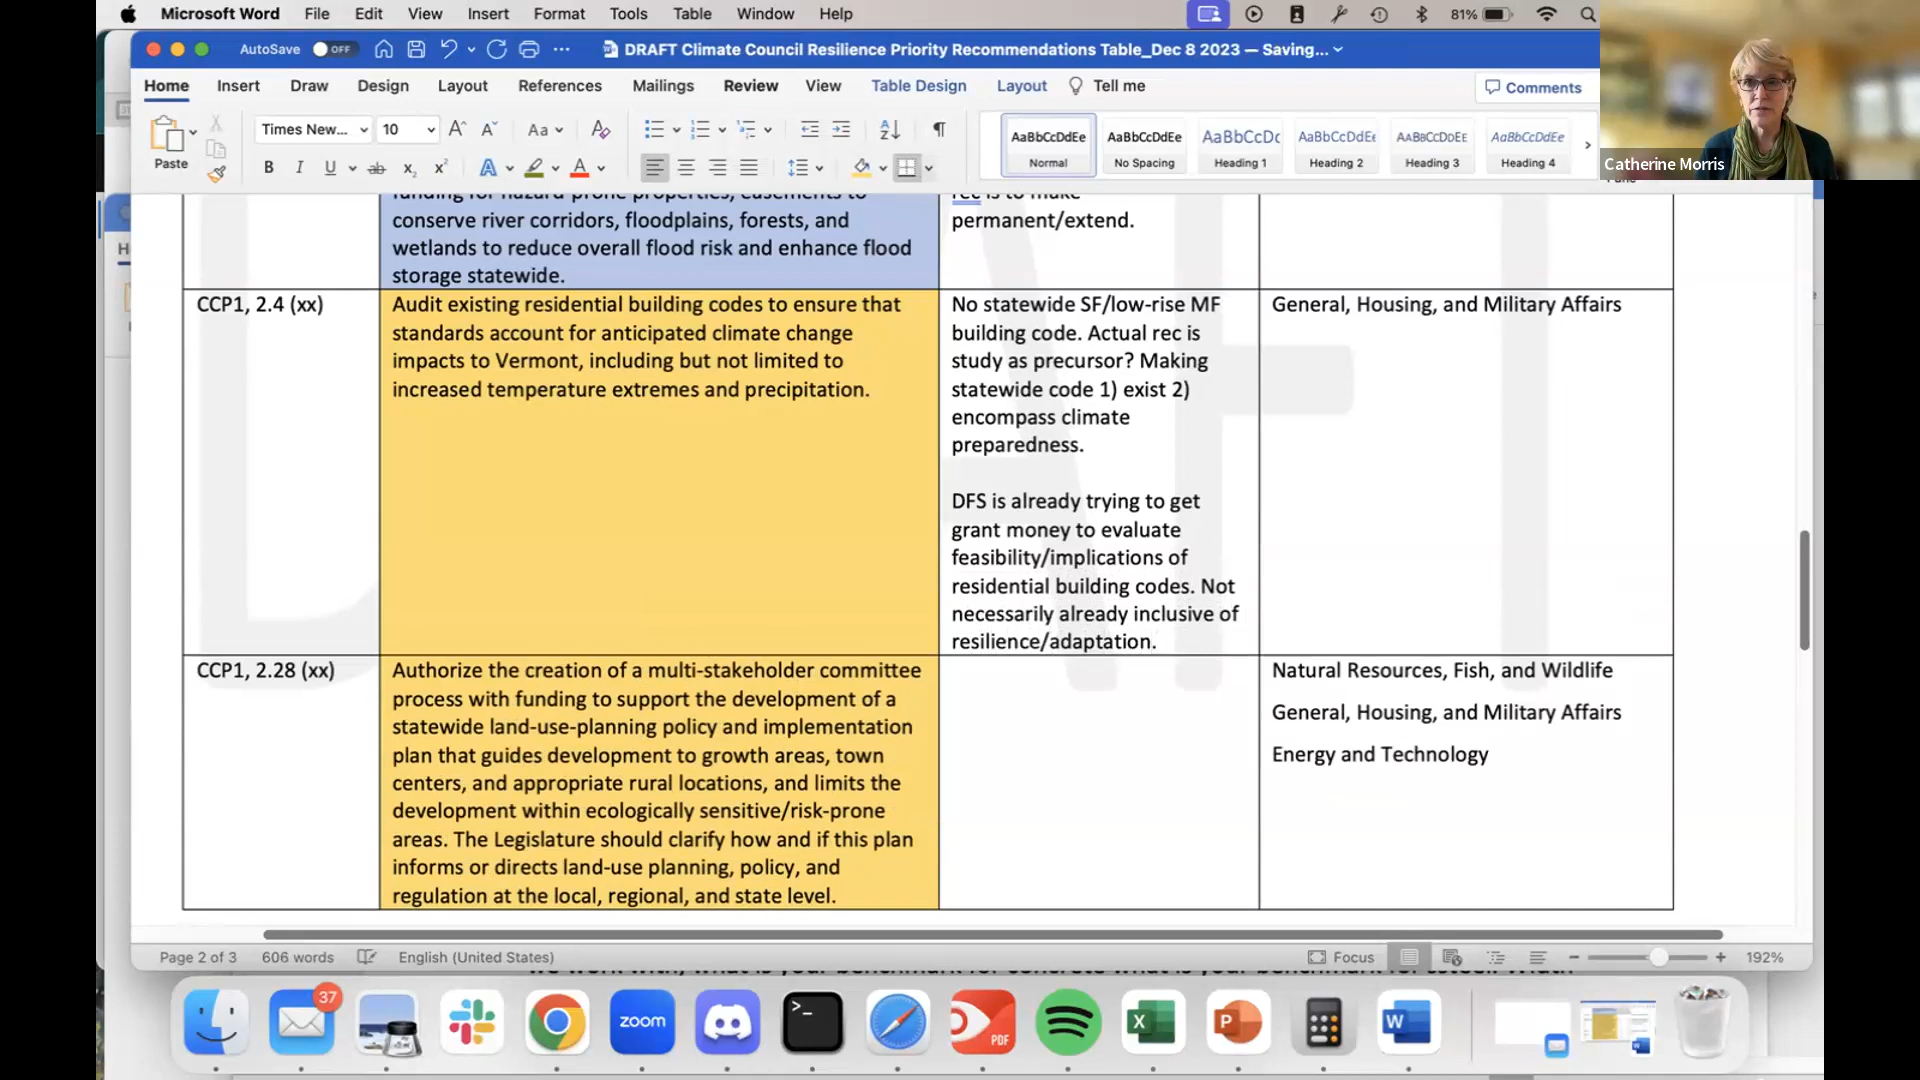 Microsoft Word File Edit View Insert Format Tools Table Window Help 81%
AutoSave OFF DRAFT Climate Council Resilience Priority Recommendations Table_Dec 8 2023 — Saving...
Home Insert Draw Design Layout References Mailings Review View Table Design Layout Tell me Comments
Paste
Times New... 10
AaBbCcDdEe Normal
AaBbCcDdEe No Spacing
AaBbCcDc Heading 1
AaBbCcDdEe Heading 2
AaBbCcDdEe Heading 3
AaBbCcDdEe Heading 4
Catherine Morris
funding for hazard-prone properties, easements to
conserve river corridors, floodplains, forests, and
wetlands to reduce overall flood risk and enhance flood
storage statewide.
rec is to make
permanent/extend.
CCP1, 2.4 (xx)
Audit existing residential building codes to ensure that
standards account for anticipated climate change
impacts to Vermont, including but not limited to
increased temperature extremes and precipitation.
No statewide SF/low-rise MF
building code. Actual rec is
study as precursor? Making
statewide code 1) exist 2)
encompass climate
preparedness.
DFS is already trying to get
grant money to evaluate
feasibility/implications of
residential building codes. Not
necessarily already inclusive of
resilience/adaptation.
General, Housing, and Military Affairs
CCP1, 2.28 (xx)
Authorize the creation of a multi-stakeholder committee
process with funding to support the development of a
statewide land-use-planning policy and implementation
plan that guides development to growth areas, town
centers, and appropriate rural locations, and limits the
development within ecologically sensitive/risk-prone
areas. The Legislature should clarify how and if this plan
informs or directs land-use planning, policy, and
regulation at the local, regional, and state level.
Natural Resources, Fish, and Wildlife
General, Housing, and Military Affairs
Energy and Technology
Page 2 of 3 606 words English (United States) Focus 192%
37
zoom
PDF